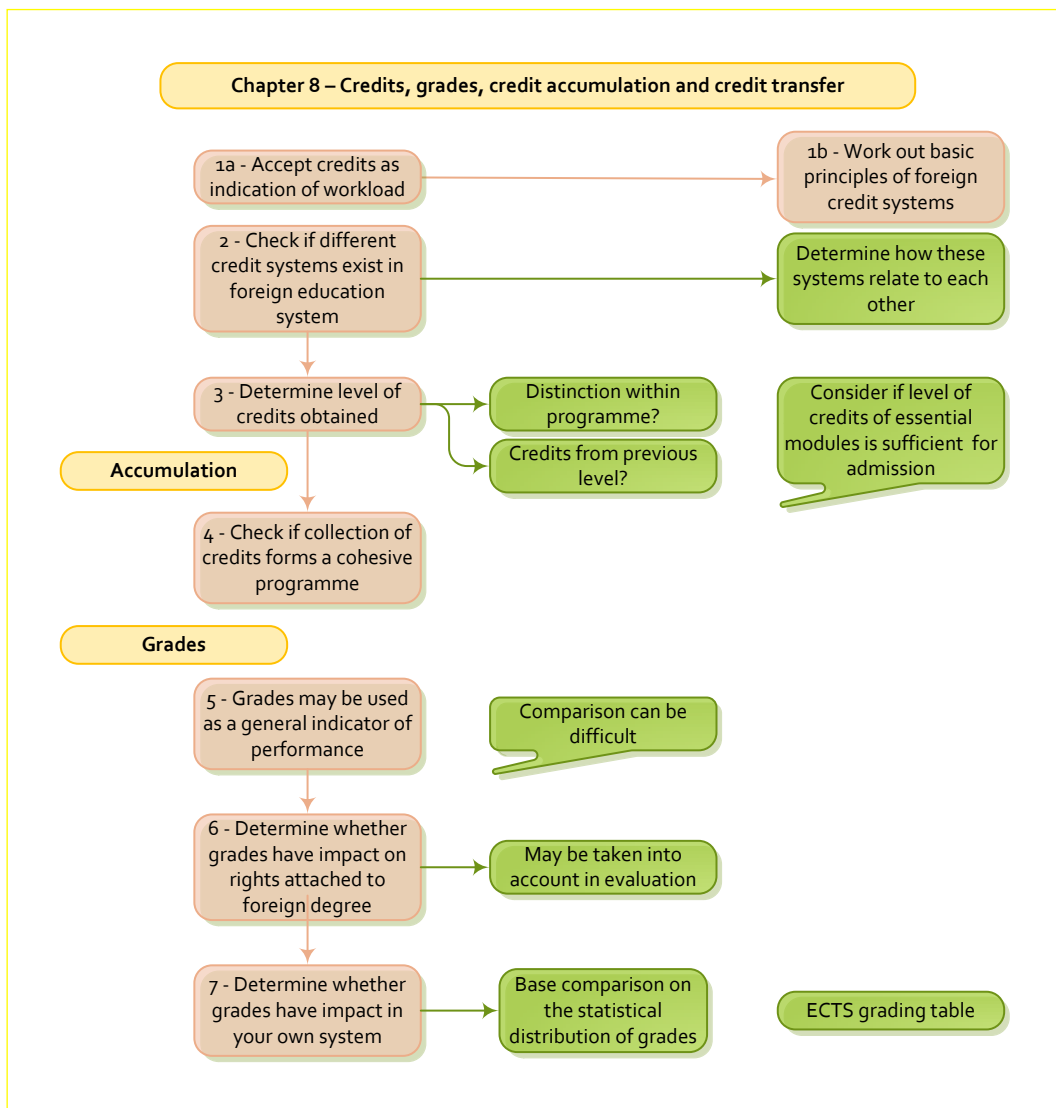 Chapter 8 – Credits, grades, credit accumulation and credit transfer
1a - Accept credits as
indication of workload
1b - Work out basic
principles of foreign
credit systems
2 - Check if different
credit systems exist in
foreign education
system
Determine how these
systems relate to each
other
3 - Determine level of
credits obtained
Distinction within
programme?
Credits from previous
level?
Consider if level of
credits of essential
modules is sufficient for
admission
Accumulation
4 - Check if collection of
credits forms a cohesive
programme
Grades
5 - Grades may be used
as a general indicator of
performance
Comparison can be
difficult
6 - Determine whether
grades have impact on
rights attached to
foreign degree
May be taken into
account in evaluation
7 - Determine whether
grades have impact in
your own system
Base comparison on
the statistical
distribution of grades
ECTS grading table